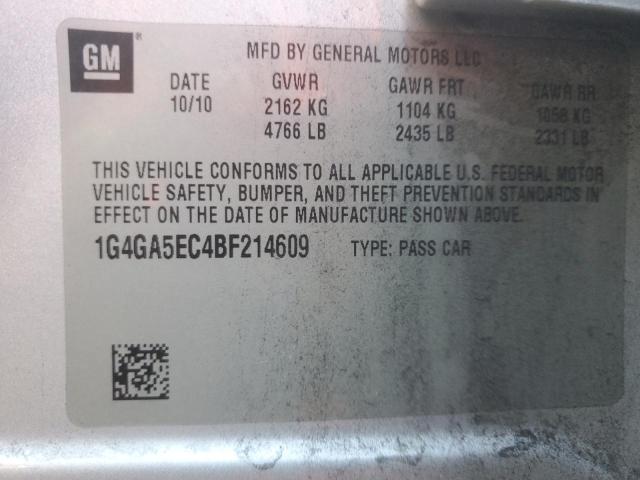 GM ®
MFD BY GENERAL MOTORS LLC
DATE GVWR GAWR FRT GAWR RR
10/10 2162 KG 1104 KG 1058 KG
4766 LB 2435 LB 2331 LB
THIS VEHICLE CONFORMS TO ALL APPLICABLE U.S. FEDERAL MOTOR
VEHICLE SAFETY, BUMPER, AND THEFT PREVENTION STANDARDS IN
EFFECT ON THE DATE OF MANUFACTURE SHOWN ABOVE.
1G4GA5EC4BF214609 TYPE: PASS CAR